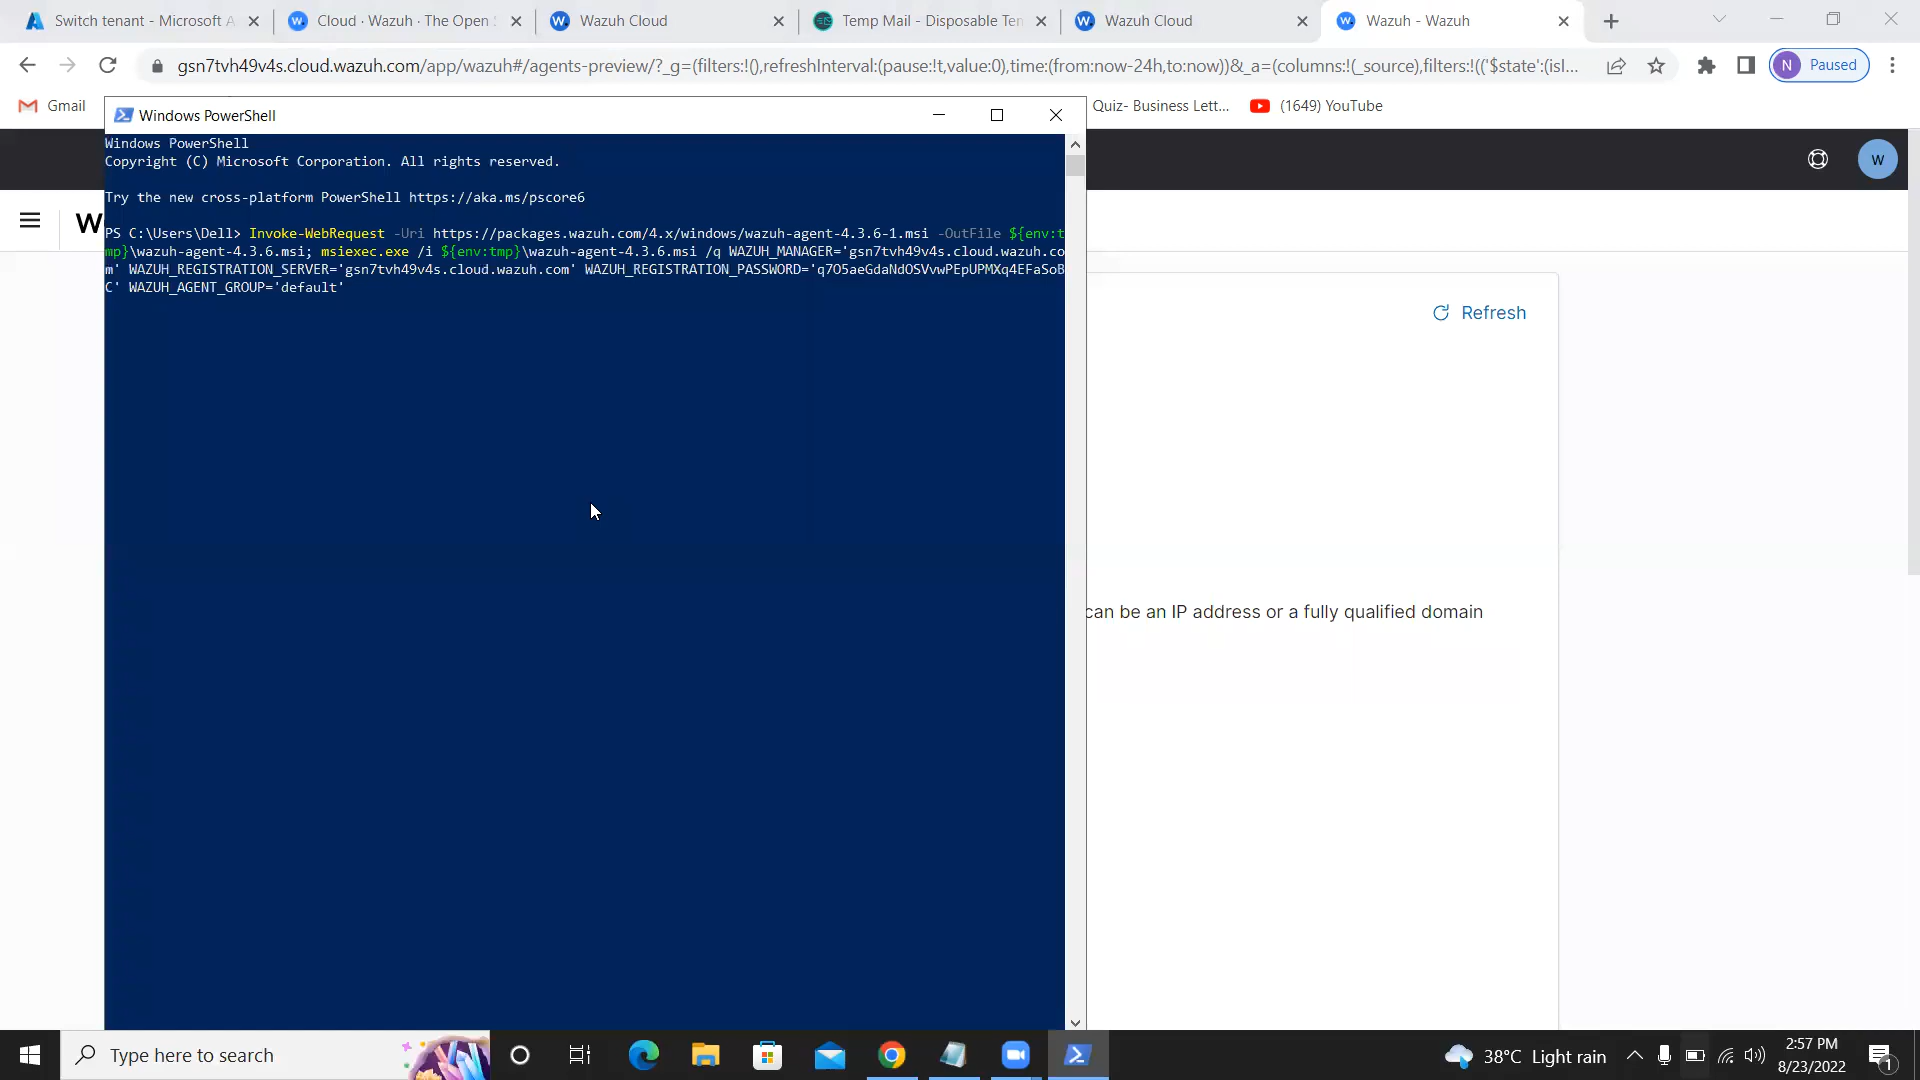 Switch tenant - Microsoft A
Cloud · Wazuh · The Open S
Wazuh Cloud
Temp Mail - Disposable Ten
Wazuh Cloud
Wazuh - Wazuh
gsn7tvh49v4s.cloud.wazuh.com/app/wazuh#/agents-preview/?_g=(filters:!(),refreshInterval:(pause:!t,value:0),time:(from:now-24h,to:now))&_a=(columns:!(_source),filters:!(('$state':(isI...
N Paused
Gmail
Quiz- Business Lett...
(1649) YouTube
Windows PowerShell
W
W
Windows PowerShell
Copyright (C) Microsoft Corporation. All rights reserved.
Try the new cross-platform PowerShell https://aka.ms/pscore6
PS C:\Users\Dell> Invoke-WebRequest -Uri https://packages.wazuh.com/4.x/windows/wazuh-agent-4.3.6-1.msi -OutFile ${env:t
mp}\wazuh-agent-4.3.6.msi; msiexec.exe /i ${env:tmp}\wazuh-agent-4.3.6.msi /q WAZUH_MANAGER='gsn7tvh49v4s.cloud.wazuh.co
m' WAZUH_REGISTRATION_SERVER='gsn7tvh49v4s.cloud.wazuh.com' WAZUH_REGISTRATION_PASSWORD='q7O5aeGdaNdOSVvwPEpUPMXq4EFaSoB
C' WAZUH_AGENT_GROUP='default'
Refresh
can be an IP address or a fully qualified domain
Type here to search
38°C Light rain
2:57 PM
8/23/2022
1